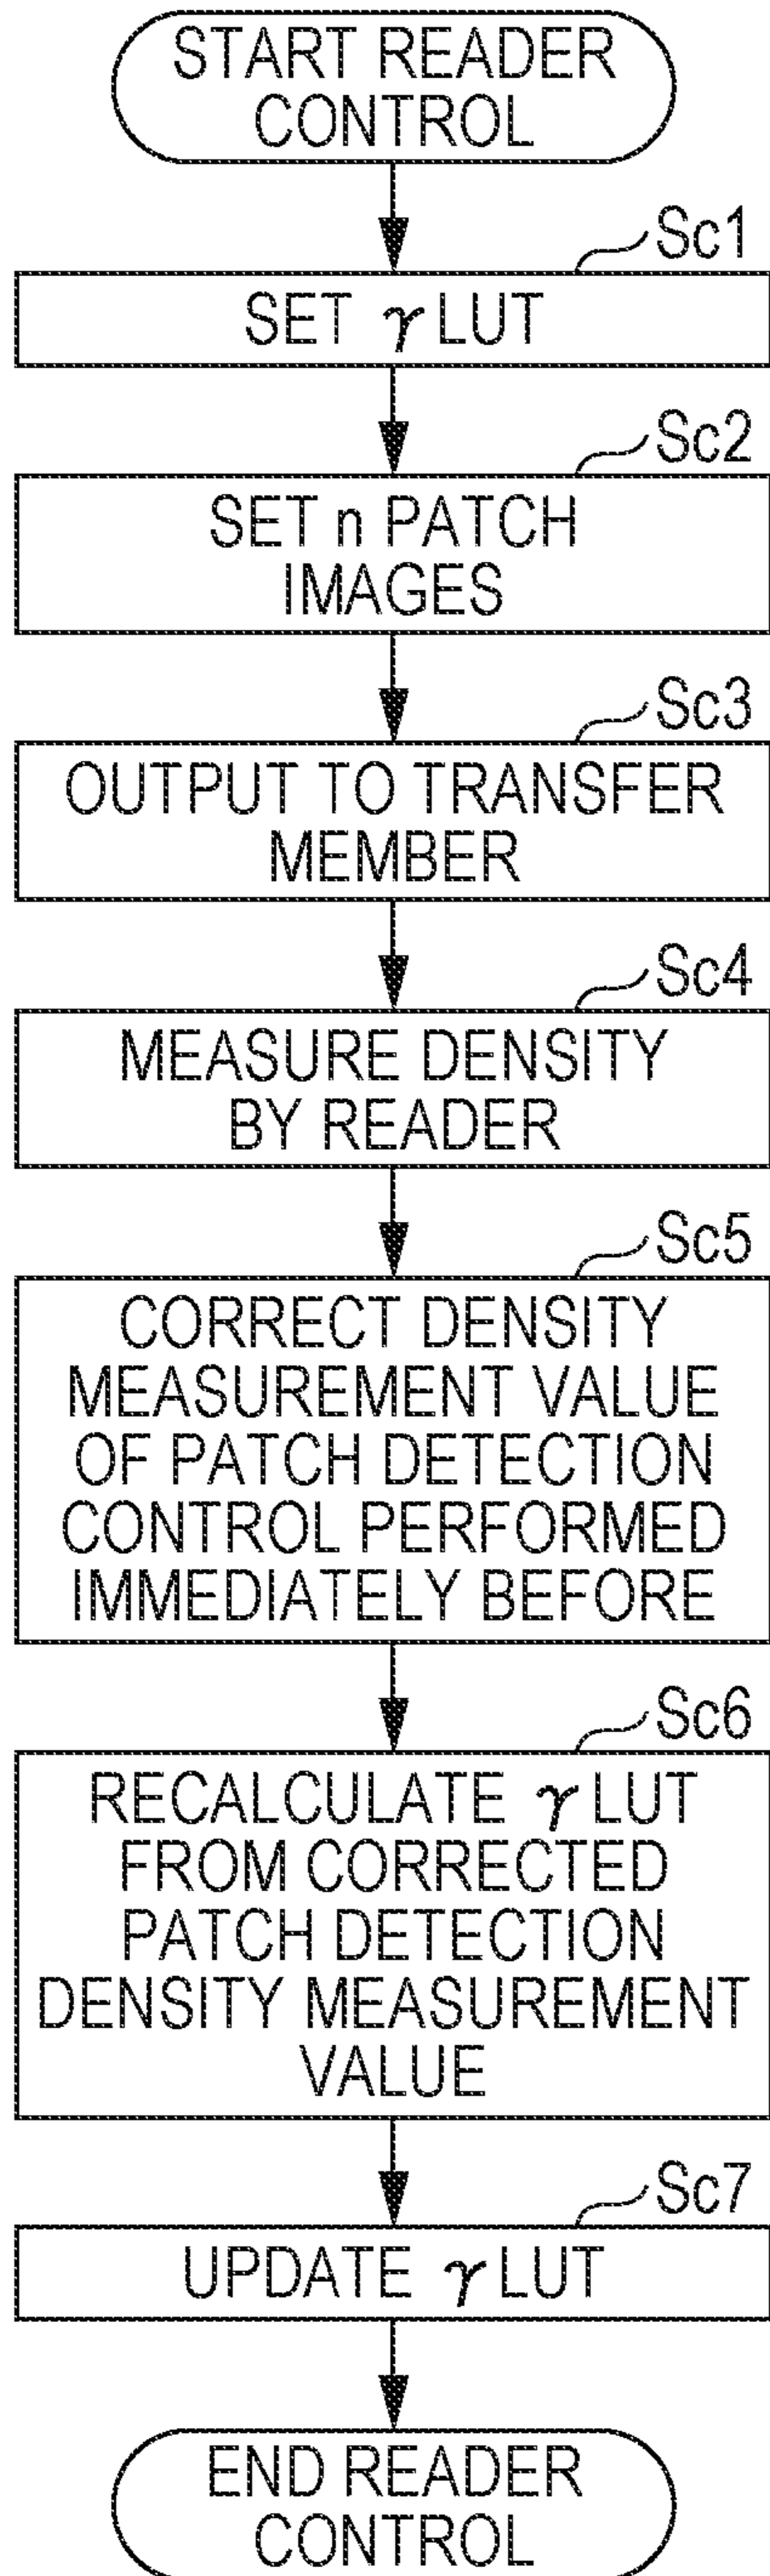 START READER
CONTROL
Sc1
SET γ LUT
Sc2
SET n PATCH
IMAGES
Sc3
OUTPUT TO TRANSFER
MEMBER
Sc4
MEASURE DENSITY
BY READER
Sc5
CORRECT DENSITY
MEASUREMENT VALUE
OF PATCH DETECTION
CONTROL PERFORMED
IMMEDIATELY BEFORE
Sc6
RECALCULATE γ LUT
FROM CORRECTED
PATCH DETECTION
DENSITY MEASUREMENT
VALUE
Sc7
UPDATE γ LUT
END READER
CONTROL